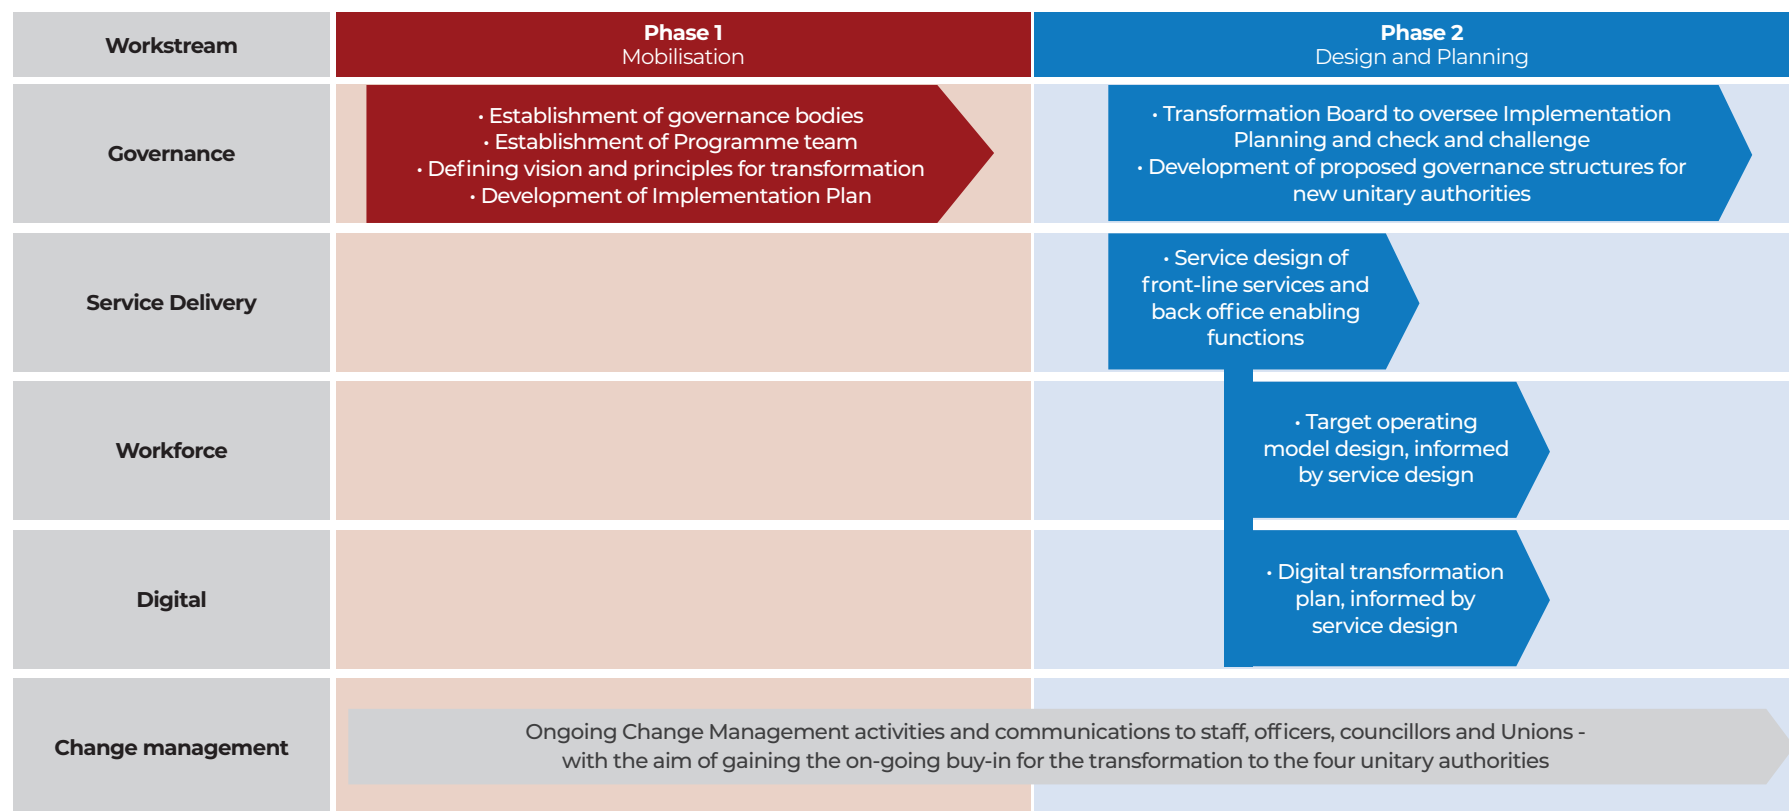 Workstream
Phase 1
Mobilisation
Phase 2
Design and Planning
Governance
• Establishment of governance bodies
• Establishment of Programme team
• Defining vision and principles for transformation
• Development of Implementation Plan
• Transformation Board to oversee Implementation
Planning and check and challenge
• Development of proposed governance structures for
new unitary authorities
Service Delivery
• Service design of
front-line services and
back office enabling
functions
Workforce
• Target operating
model design, informed
by service design
Digital
• Digital transformation
plan, informed by
service design
Change management
Ongoing Change Management activities and communications to staff, officers, councillors and Unions -
with the aim of gaining the on-going buy-in for the transformation to the four unitary authorities